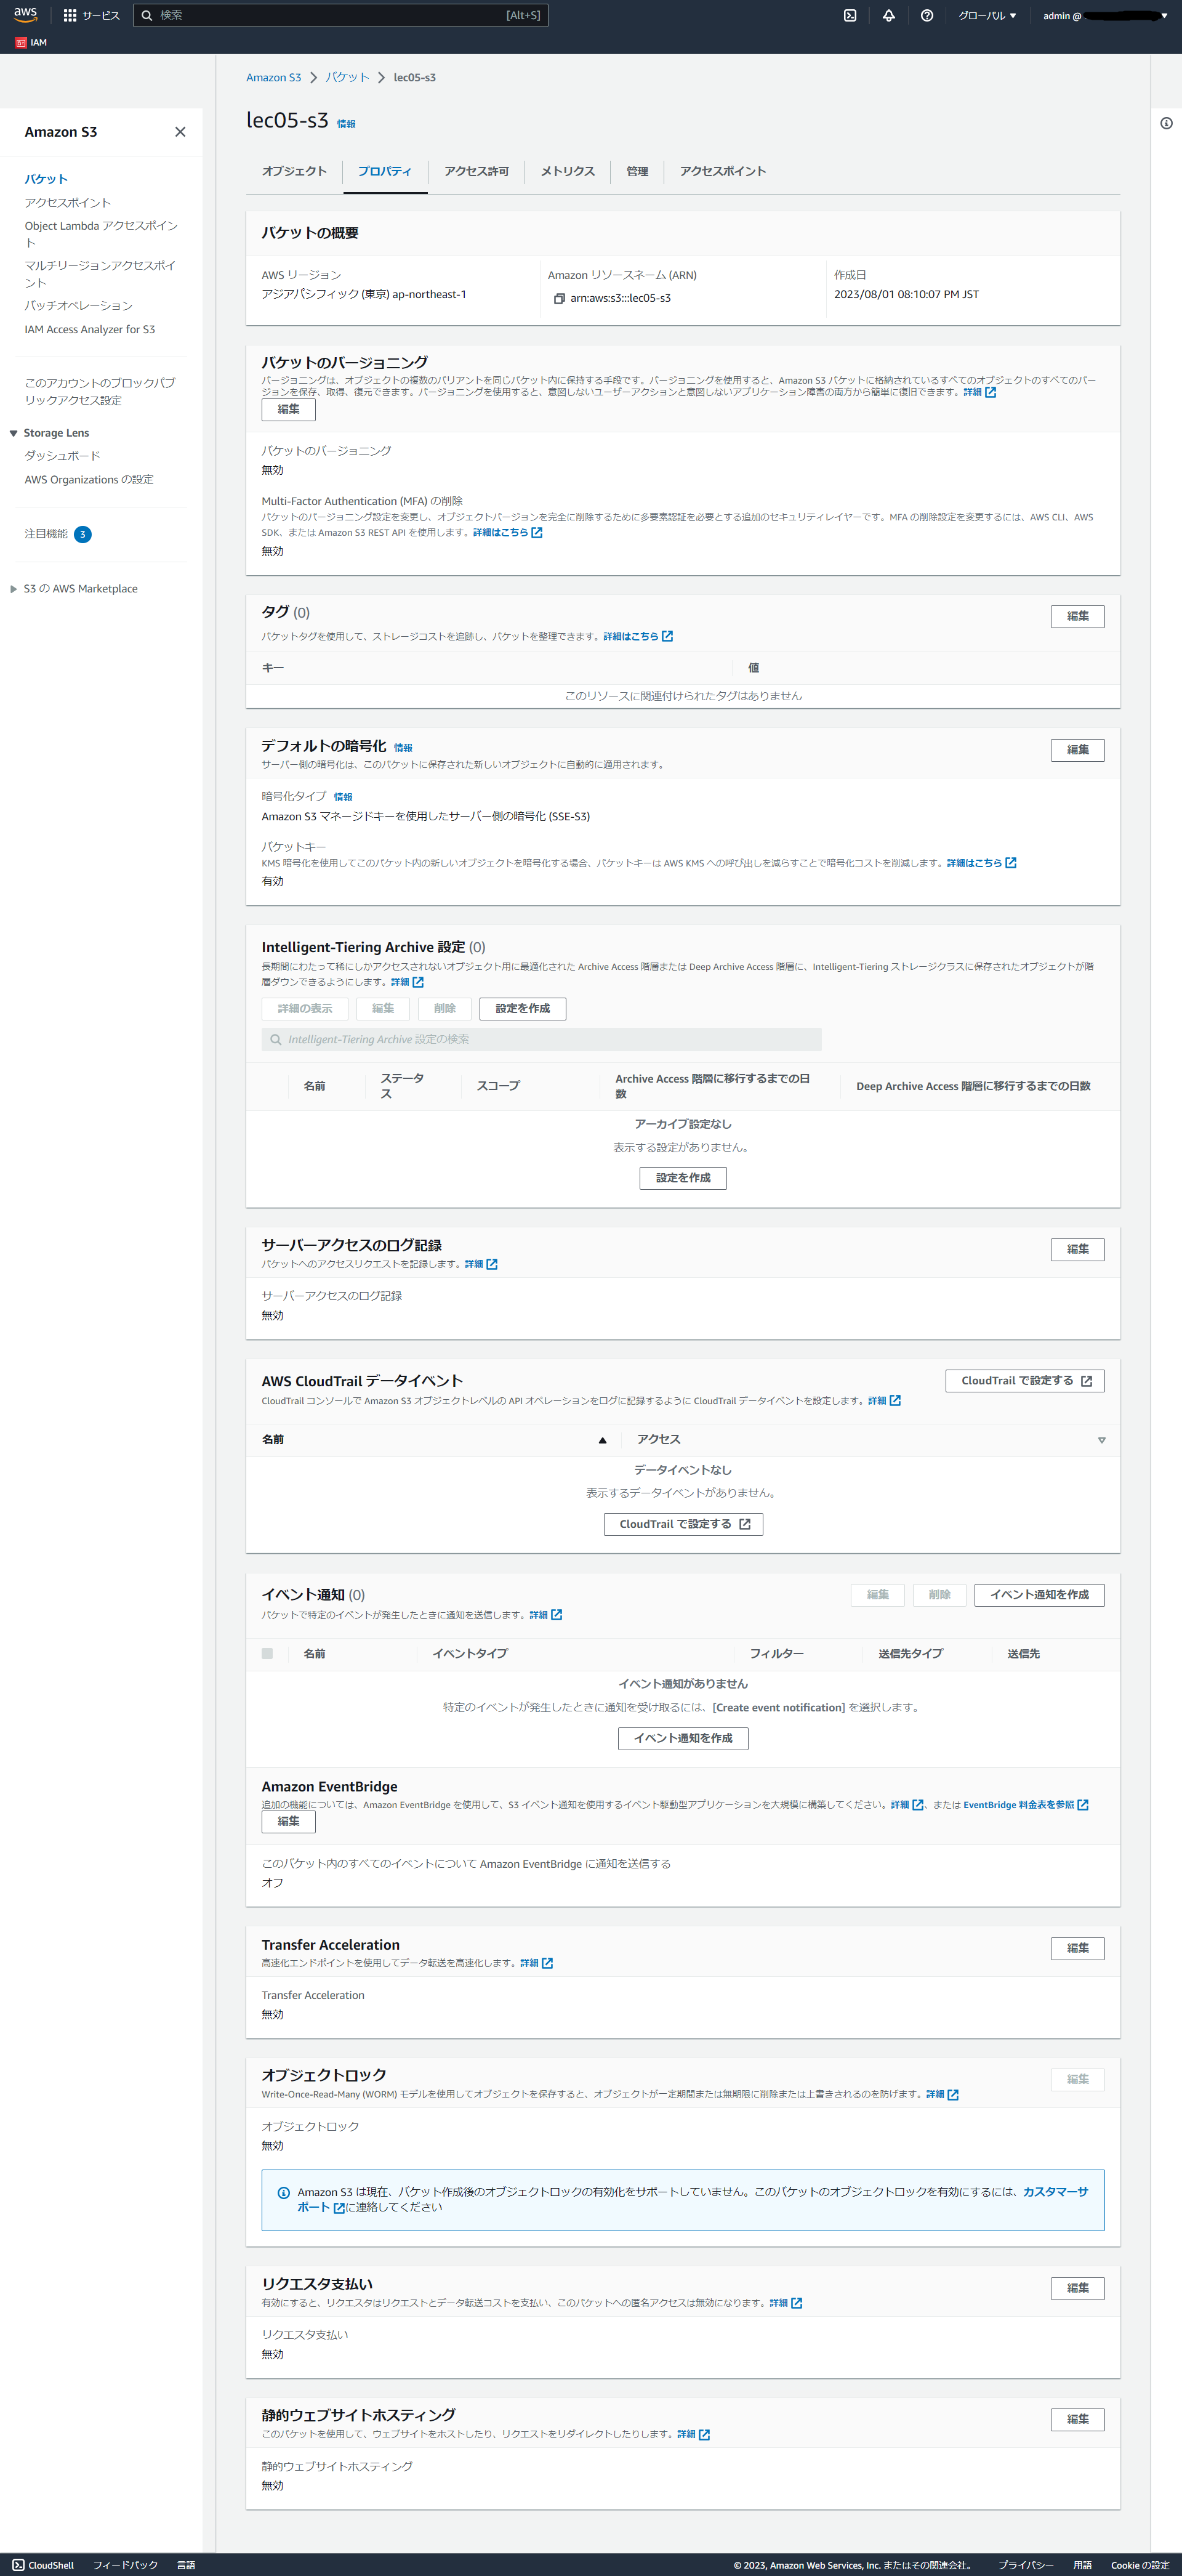 aws
サービス
検索
[Alt+S]
グローバル
admin @
IAM
Amazon S3
バケット
アクセスポイント
Object Lambda アクセスポイン
ト
マルチリージョンアクセスポイ
ント
バッチオペレーション
IAM Access Analyzer for S3
このアカウントのブロックパブ
リックアクセス設定
Storage Lens
ダッシュボード
AWS Organizations の設定
注目機能 3
S3 の AWS Marketplace
Amazon S3 > バケット > lec05-s3
lec05-s3 情報
オブジェクト
プロパティ
アクセス許可
メトリクス
管理
アクセスポイント
バケットの概要
AWS リージョン
アジアパシフィック (東京) ap-northeast-1
Amazon リソースネーム (ARN)
arn:aws:s3:::lec05-s3
作成日
2023/08/01 08:10:07 PM JST
バケットのバージョニング
バージョニングは、オブジェクトの複数のバリアントを同じバケット内に保持する手段です。バージョニングを使用すると、Amazon S3 バケットに格納されているすべてのオブジェクトのすべてのバー
ジョンを保存、取得、復元できます。バージョニングを使用すると、意図しないユーザーアクションと意図しないアプリケーション障害の両方から簡単に復旧できます。詳細
編集
バケットのバージョニング
無効
Multi-Factor Authentication (MFA) の削除
バケットのバージョニング設定を変更し、オブジェクトバージョンを完全に削除するために多要素認証を必要とする追加のセキュリティレイヤーです。MFA の削除設定を変更するには、AWS CLI、AWS
SDK、または Amazon S3 REST API を使用します。詳細はこちら
無効
タグ (0)
編集
バケットタグを使用して、ストレージコストを追跡し、バケットを整理できます。詳細はこちら
キー
値
このリソースに関連付けられたタグはありません
デフォルトの暗号化 情報
編集
サーバー側の暗号化は、このバケットに保存された新しいオブジェクトに自動的に適用されます。
暗号化タイプ 情報
Amazon S3 マネージドキーを使用したサーバー側の暗号化 (SSE-S3)
バケットキー
KMS 暗号化を使用してこのバケット内の新しいオブジェクトを暗号化する場合、バケットキーは AWS KMS への呼び出しを減らすことで暗号化コストを削減します。詳細はこちら
有効
Intelligent-Tiering Archive 設定 (0)
長期間にわたって稀にしかアクセスされないオブジェクト用に最適化された Archive Access 階層または Deep Archive Access 階層に、Intelligent-Tiering ストレージクラスに保存されたオブジェクトが階
層ダウンできるようにします。詳細
詳細の表示
編集
削除
設定を作成
Intelligent-Tiering Archive 設定の検索
名前
ステータ
ス
スコープ
Archive Access 階層に移行するまでの日
数
Deep Archive Access 階層に移行するまでの日数
アーカイブ設定なし
表示する設定がありません。
設定を作成
サーバーアクセスのログ記録
編集
バケットへのアクセスリクエストを記録します。詳細
サーバーアクセスのログ記録
無効
AWS CloudTrail データイベント
CloudTrail で設定する
CloudTrail コンソールで Amazon S3 オブジェクトレベルの API オペレーションをログに記録するように CloudTrail データイベントを設定します。詳細
名前
アクセス
データイベントなし
表示するデータイベントがありません。
CloudTrail で設定する
イベント通知 (0)
編集
削除
イベント通知を作成
バケットで特定のイベントが発生したときに通知を送信します。詳細
名前
イベントタイプ
フィルター
送信先タイプ
送信先
イベント通知がありません
特定のイベントが発生したときに通知を受け取るには、[Create event notification] を選択します。
イベント通知を作成
Amazon EventBridge
追加の機能については、Amazon EventBridge を使用して、S3 イベント通知を使用するイベント駆動型アプリケーションを大規模に構築してください。詳細、または EventBridge 料金表を参照
編集
このバケット内のすべてのイベントについて Amazon EventBridge に通知を送信する
オフ
Transfer Acceleration
編集
高速化エンドポイントを使用してデータ転送を高速化します。詳細
Transfer Acceleration
無効
オブジェクトロック
編集
Write-Once-Read-Many (WORM) モデルを使用してオブジェクトを保存すると、オブジェクトが一定期間または無期限に削除または上書きされるのを防げます。詳細
オブジェクトロック
無効
Amazon S3 は現在、バケット作成後のオブジェクトロックの有効化をサポートしていません。このバケットのオブジェクトロックを有効にするには、カスタマーサ
ポートに連絡してください
リクエスタ支払い
編集
有効にすると、リクエスタはリクエストとデータ転送コストを支払い、このバケットへの匿名アクセスは無効になります。詳細
リクエスタ支払い
無効
静的ウェブサイトホスティング
編集
このバケットを使用して、ウェブサイトをホストしたり、リクエストをリダイレクトしたりします。詳細
静的ウェブサイトホスティング
無効
CloudShell
フィードバック
言語
© 2023, Amazon Web Services, Inc. またはその関連会社。
プライバシー
用語
Cookie の設定